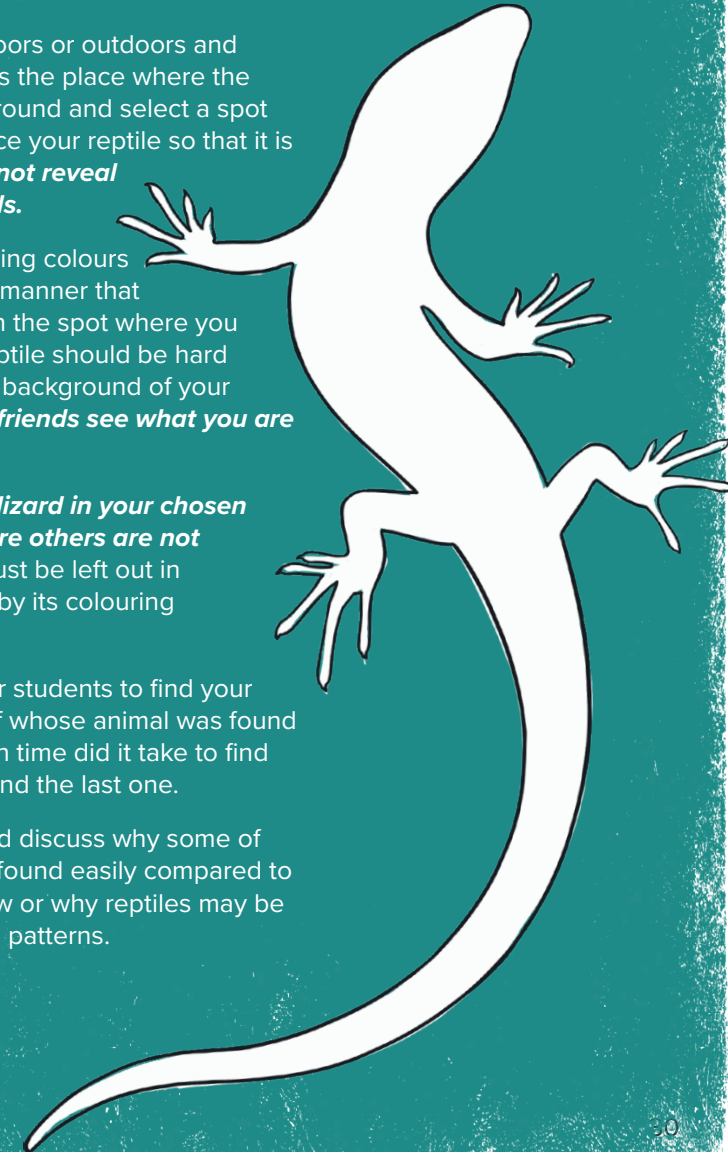 oors or outdoors and
s the place where the
round and select a spot
ce your reptile so that it is
not reveal
ls.
ing colours
manner that
n the spot where you
ptile should be hard
background of your
friends see what you are
lizard in your chosen
re others are not
ust be left out in
by its colouring
r students to find your
f whose animal was found
n time did it take to find
nd the last one.
d discuss why some of
found easily compared to
w or why reptiles may be
patterns.